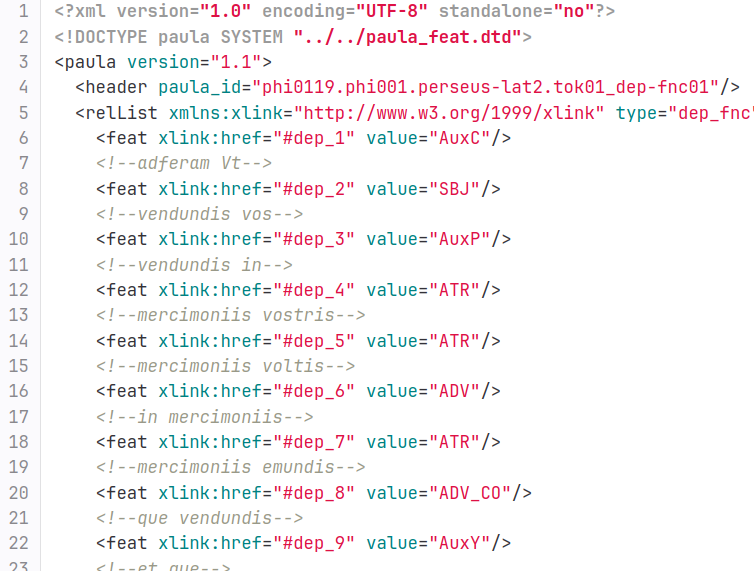 1 <?xml version="1.0" encoding="UTF-8" standalone="no"?>
2 <!DOCTYPE paula SYSTEM "../../paula_feat.dtd">
3 <paula version="1.1">
4 <header paula_id="phi0119.phi001.perseus-lat2.tok01_dep-fnc01"/>
5 <relList xmlns:xlink="http://www.w3.org/1999/xlink" type="dep_fnc"
6 <feat xlink:href="#dep_1" value="AuxC"/>
7 <!--adferam Vt-->
8 <feat xlink:href="#dep_2" value="SBJ"/>
9 <!--vendundis vos-->
10 <feat xlink:href="#dep_3" value="AuxP"/>
11 <!--vendundis in-->
12 <feat xlink:href="#dep_4" value="ATR"/>
13 <!--mercimoniis vostris-->
14 <feat xlink:href="#dep_5" value="ATR"/>
15 <!--mercimoniis voltis-->
16 <feat xlink:href="#dep_6" value="ADV"/>
17 <!--in mercimoniis-->
18 <feat xlink:href="#dep_7" value="ATR"/>
19 <!--mercimoniis emundis-->
20 <feat xlink:href="#dep_8" value="ADV_CO"/>
21 <!--que vendundis-->
22 <feat xlink:href="#dep_9" value="AuxY"/>
23 <!--et que-->